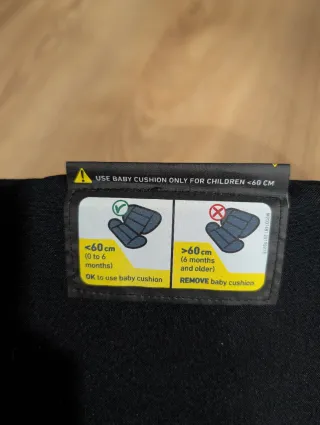 USE BABY CUSHION ONLY FOR CHILDREN <60 CM
<60 cm
(0 to 6
months)
OK to use baby cushion
>60 cm
(6 months
and older)
REMOVE baby cushion